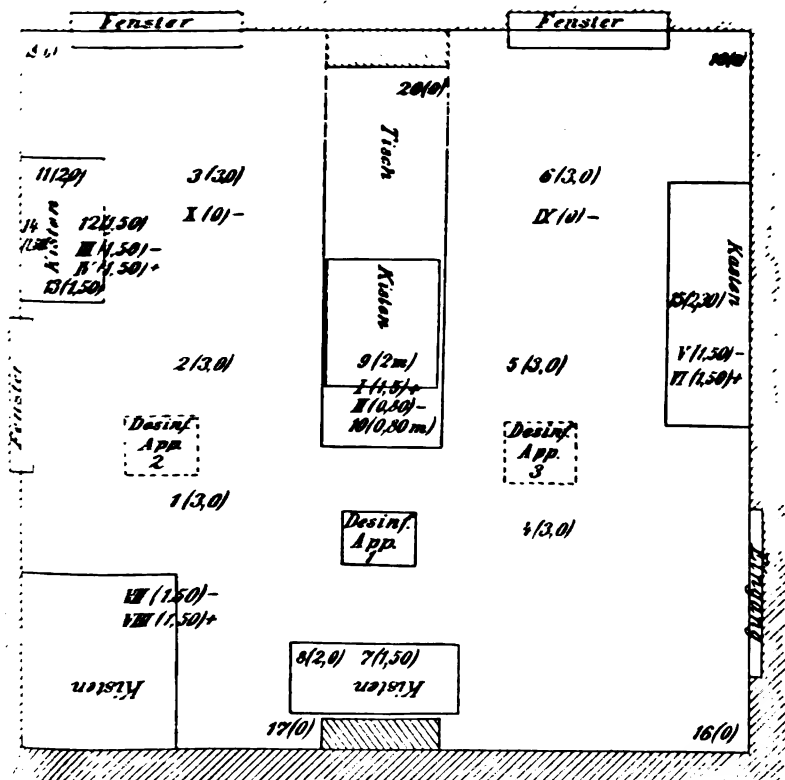 Fenster
Fenster
20(0)
Tisch
11(2,0)
3(3,0)
6(3,0)
X(0)-
IX(0)-
14
12(1,50)
III(1,50)-
IV(1,50)+
13(1,50)
Kisten
Kisten
Kasten
15(2,30)
2(3,0)
9(2m)
5(3,0)
V(1,50)-
VI(1,50)+
I(1,5)+
II(0,80)-
10(0,80m)
Fenster
Desinf.
App.
2
Desinf.
App.
3
1(3,0)
Desinf.
App.
1
4(3,0)
Eingang
VII(1,50)-
VIII(1,50)+
8(2,0) 7(1,50)
Kisten
Kisten
17(0)
16(0)